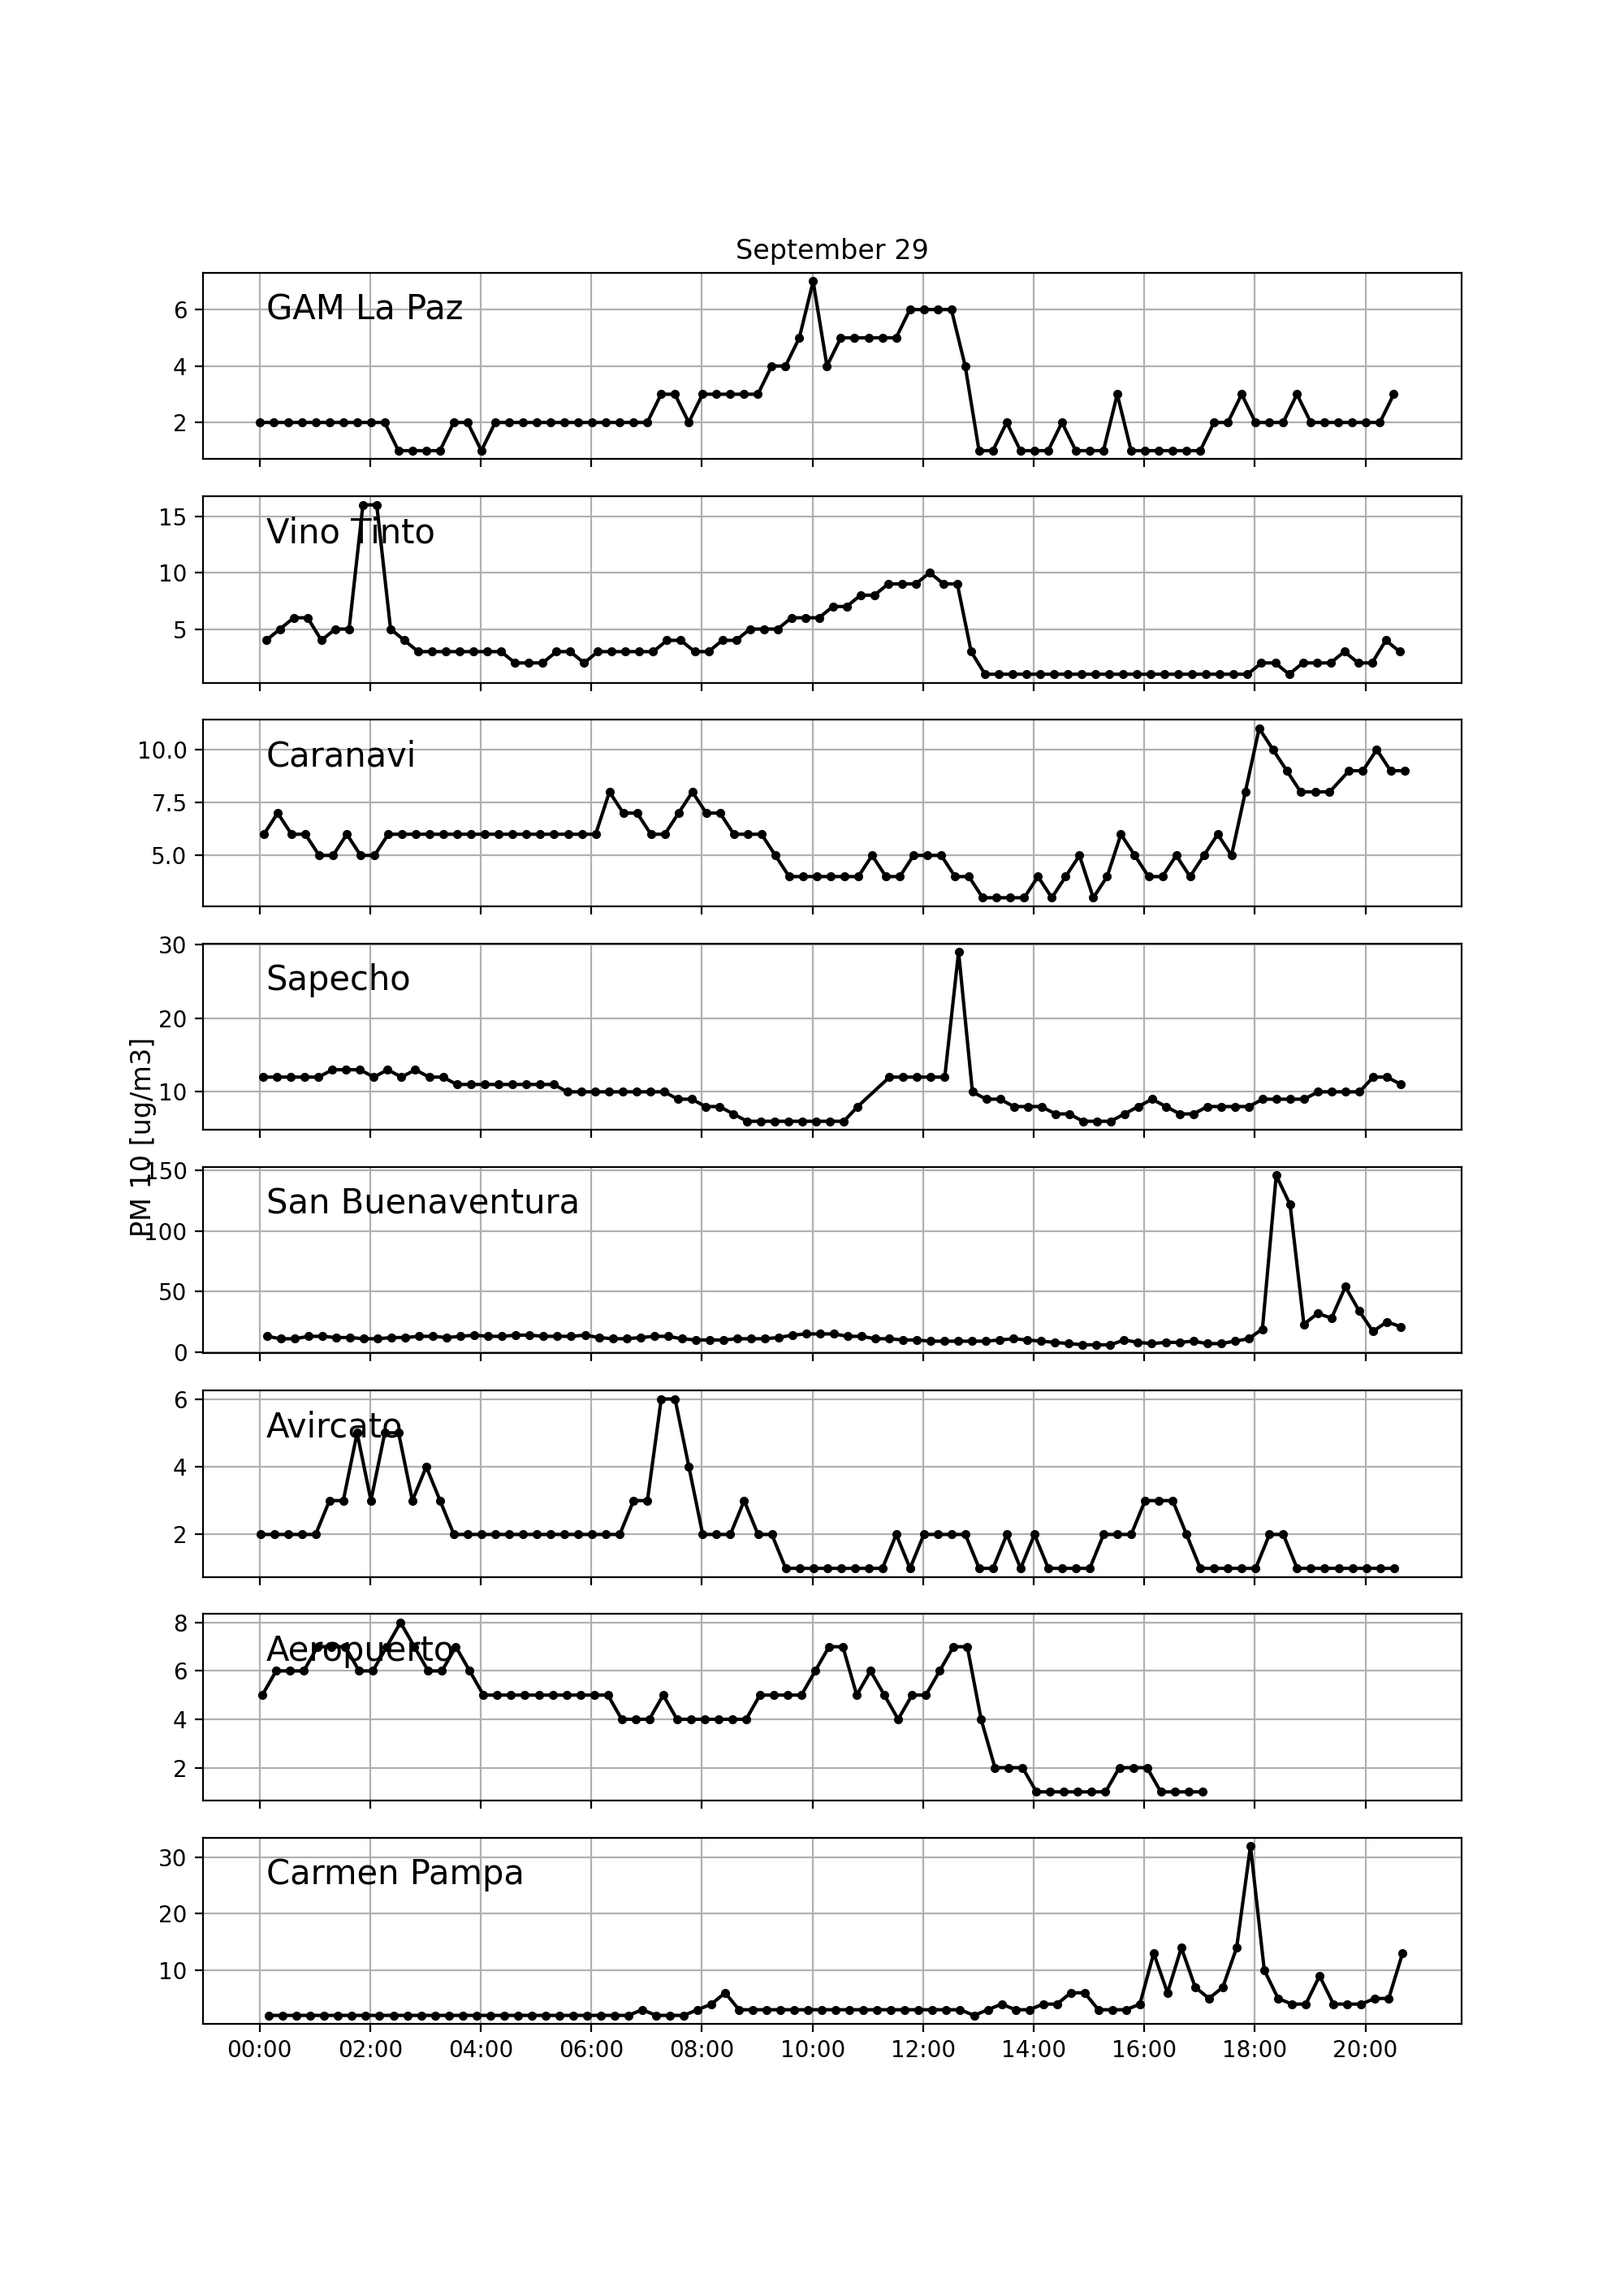 September 29
GAM La Paz
6
4
2
Vino Tinto
15
10
5
Caranavi
10.0
7.5
5.0
Sapecho
30
20
10
PM 10 [ug/m3]
San Buenaventura
150
100
50
0
Avircato
6
4
2
Aeropuerto
8
6
4
2
Carmen Pampa
30
20
10
00:00 02:00 04:00 06:00 08:00 10:00 12:00 14:00 16:00 18:00 20:00